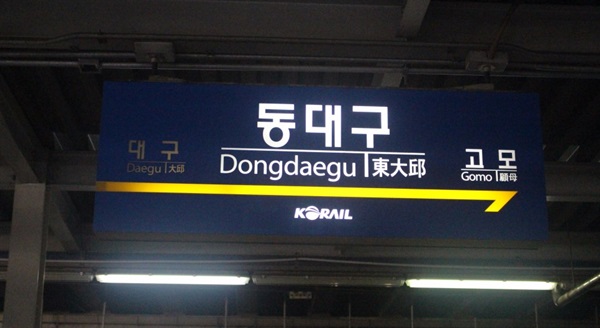 대구
Daegu 大邱
동대구
Dongdaegu 東大邱
고모
Gomo 顧母
KORAIL